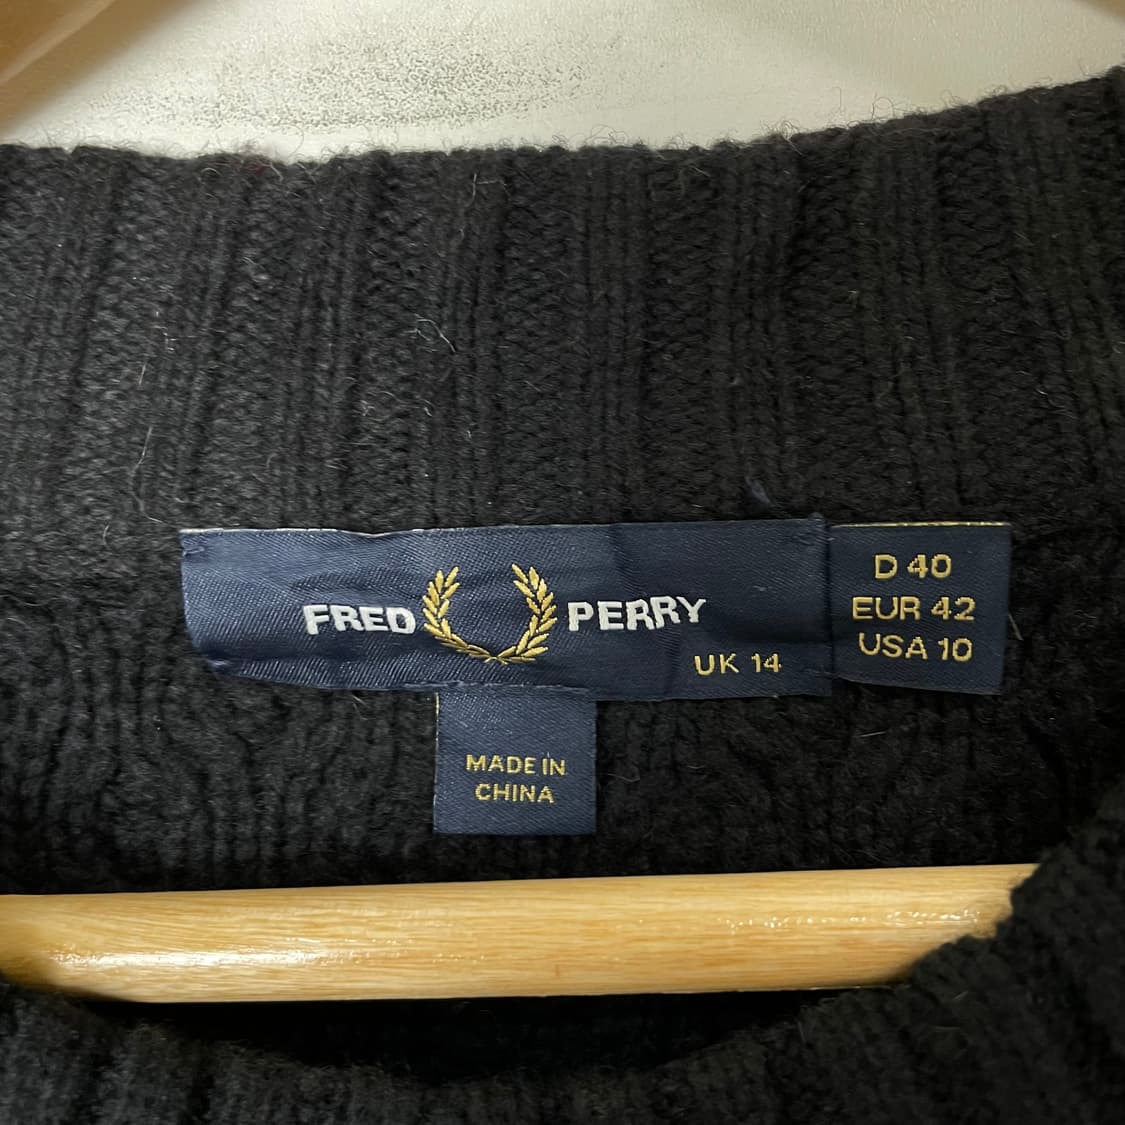 FRED PERRY
UK 14
D 40
EUR 42
USA 10
MADE IN
CHINA